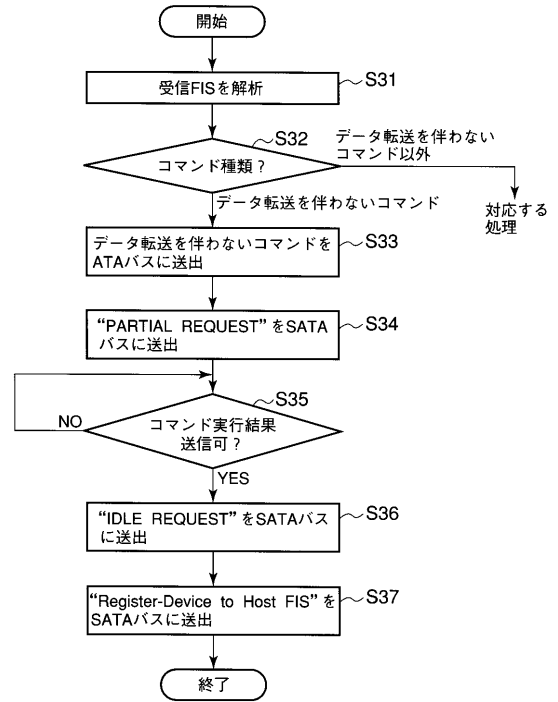 開始
受信FISを解析
S31
コマンド種類?
S32
データ転送を伴わない
コマンド以外
対応する
処理
データ転送を伴わないコマンド
データ転送を伴わないコマンドを
ATAバスに送出
S33
“PARTIAL REQUEST”をSATA
バスに送出
S34
コマンド実行結果
送信可?
S35
NO
YES
“IDLE REQUEST”をSATAバス
に送出
S36
“Register-Device to Host FIS”を
SATAバスに送出
S37
終了